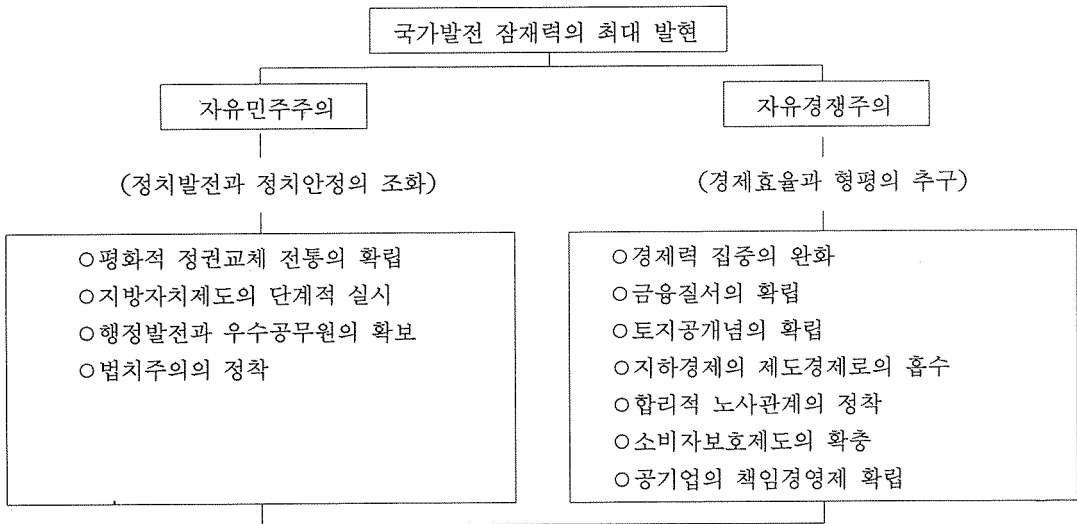 국가발전 잠재력의 최대 발현
자유민주주의
자유경쟁주의
(정치발전과 정치안정의 조화)
(경제효율과 형평의 추구)
○평화적 정권교체 전통의 확립
○지방자치제도의 단계적 실시
○행정발전과 우수공무원의 확보
○법치주의의 정착
○경제력 집중의 완화
○금융질서의 확립
○토지공개념의 확립
○지하경제의 제도경제로의 흡수
○합리적 노사관계의 정착
○소비자보호제도의 확충
○공기업의 책임경영제 확립